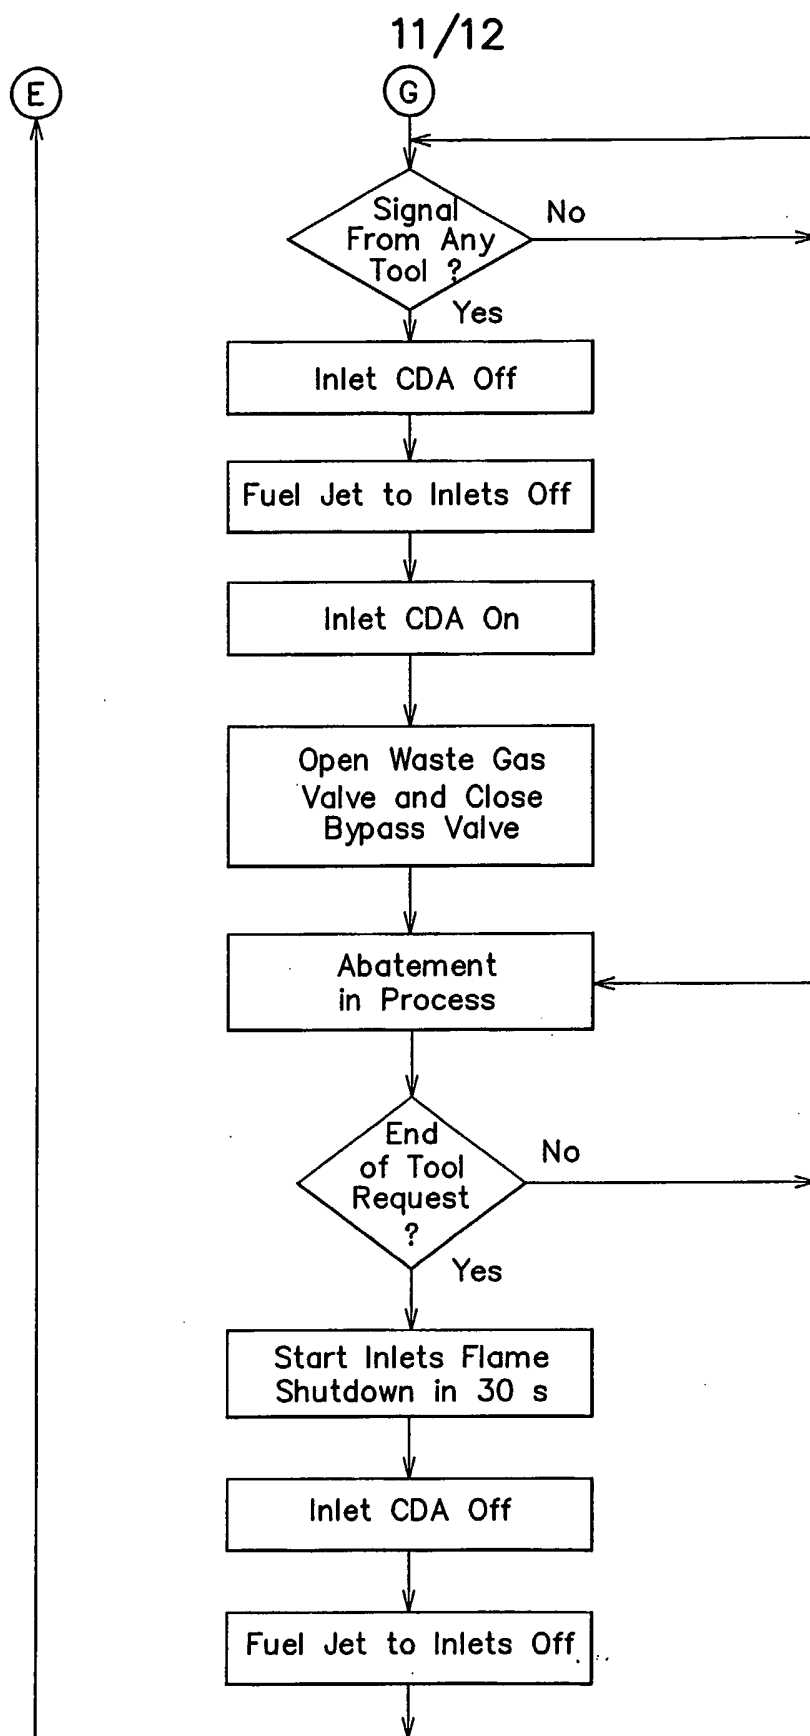 11/12
E
G
Signal
From Any
Tool ?
No
Yes
Inlet CDA Off
Fuel Jet to Inlets Off
Inlet CDA On
Open Waste Gas
Valve and Close
Bypass Valve
Abatement
in Process
End
of Tool
Request
?
No
Yes
Start Inlets Flame
Shutdown in 30 s
Inlet CDA Off
Fuel Jet to Inlets Off